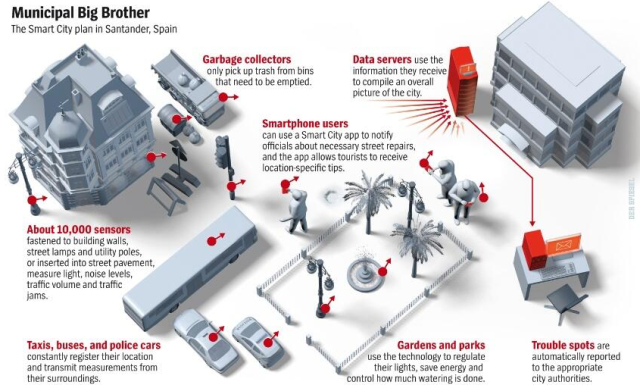 Municipal Big Brother
The Smart City plan in Santander, Spain
Garbage collectors
only pick up trash from bins
that need to be emptied.
Data servers use the
information they receive
to compile an overall
picture of the city.
Smartphone users
can use a Smart City app to notify
officials about necessary street repairs,
and the app allows tourists to receive
location-specific tips.
About 10,000 sensors
fastened to building walls,
street lamps and utility poles,
or inserted into street pavement,
measure light, noise levels,
traffic volume and traffic
jams.
Taxis, buses, and police cars
constantly register their location
and transmit measurements from
their surroundings.
Gardens and parks
use the technology to regulate
their lights, save energy and
control how much watering is done.
Trouble spots are
automatically reported
to the appropriate
city authorities.
DER SPIEGEL